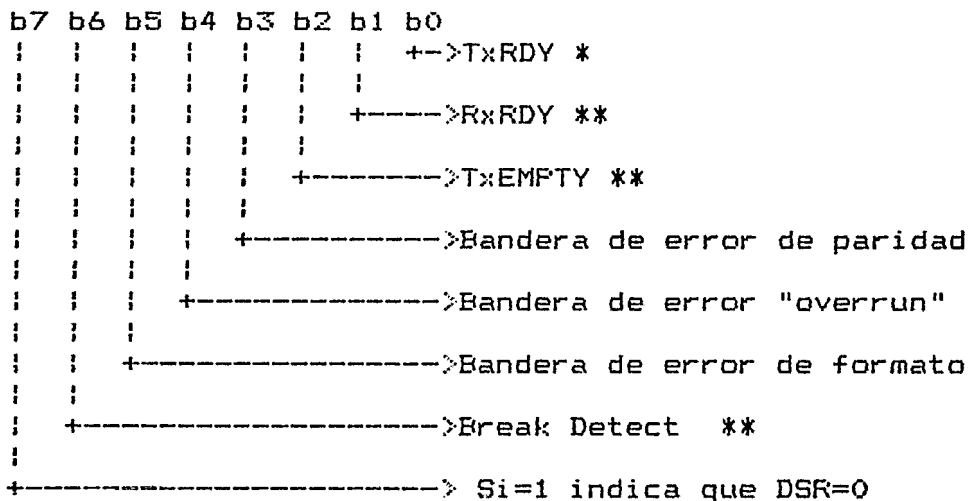 b7 b6 b5 b4 b3 b2 b1 b0
+->TxRDY *
+---->RxRDY **
+------->TxEMPTY **
+---------->Bandera de error de paridad
+------------->Bandera de error "overrun"
+---------------->Bandera de error de formato
+------------------->Break Detect **
+----------------------> Si=1 indica que DSR=0